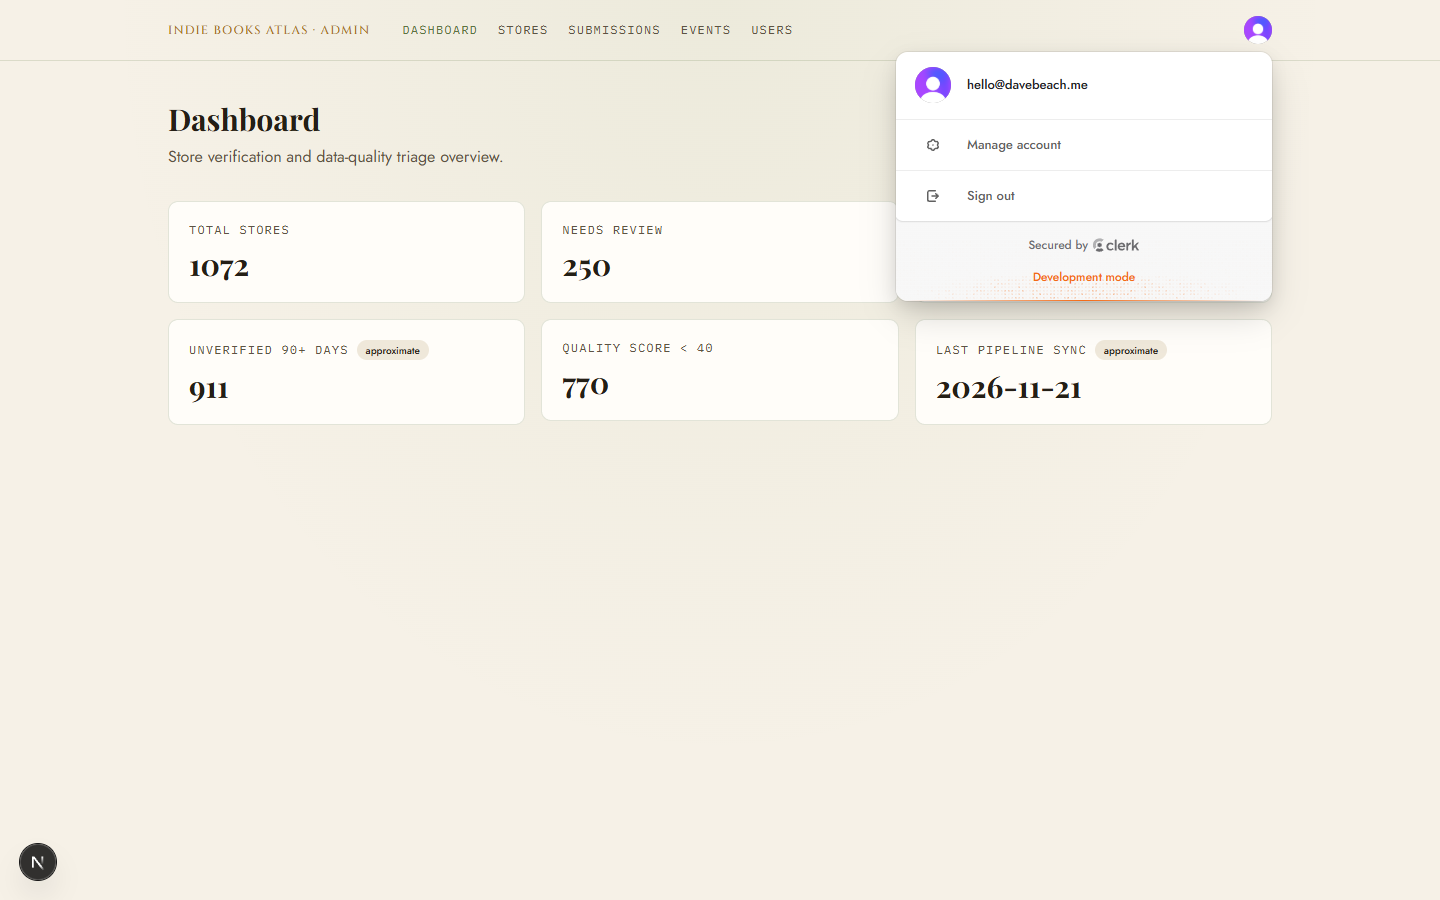 INDIE BOOKS ATLAS · ADMIN
DASHBOARD
STORES
SUBMISSIONS
EVENTS
USERS
hello@davebeach.me
Manage account
Sign out
Secured by clerk
Development mode
Dashboard
Store verification and data-quality triage overview.
TOTAL STORES
1072
NEEDS REVIEW
250
UNVERIFIED 90+ DAYS approximate
911
QUALITY SCORE < 40
770
LAST PIPELINE SYNC approximate
2026-11-21
N